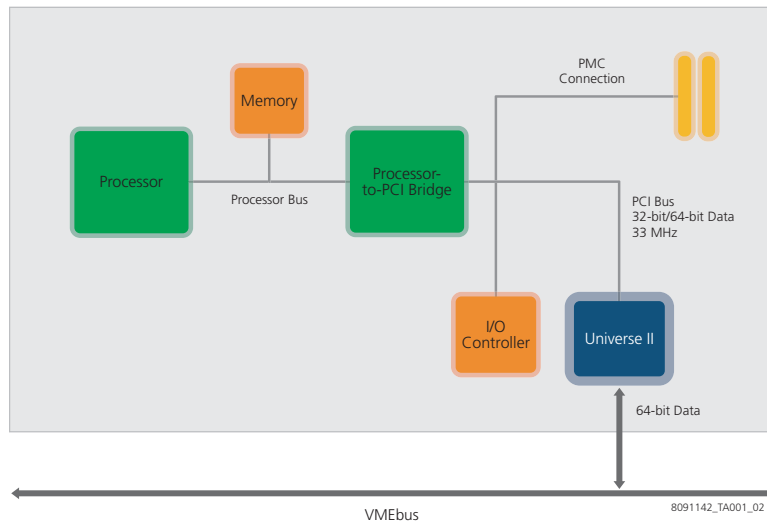 PMC
Connection
Memory
Processor
Processor-
to-PCI Bridge
Processor Bus
PCI Bus
32-bit/64-bit Data
33 MHz
I/O
Controller
Universe II
64-bit Data
VMEbus
8091142_TA001_02